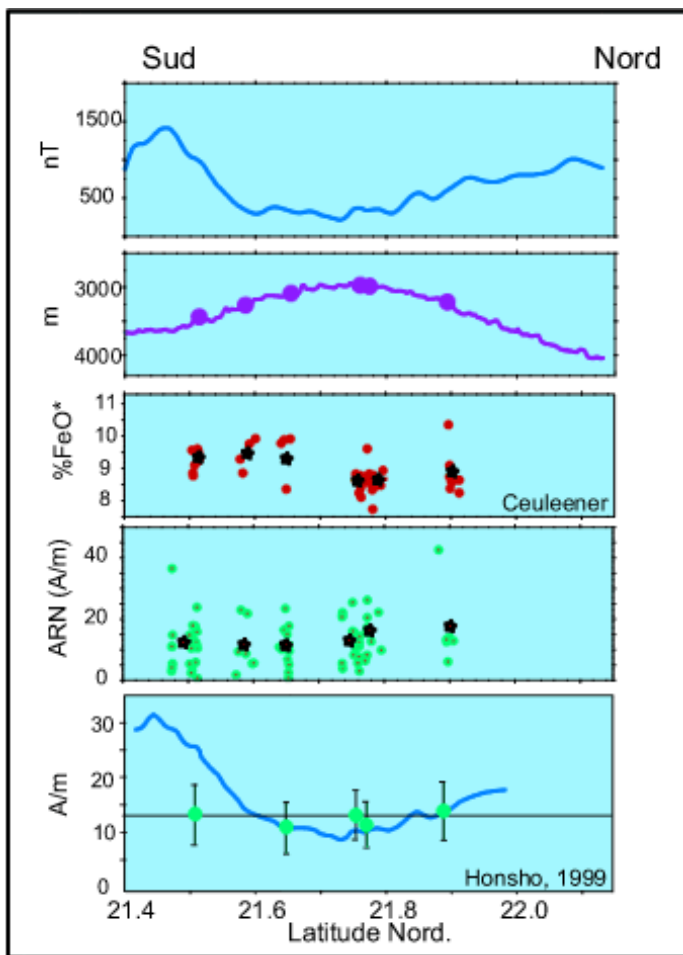 Sud Nord
1500
500
nT
3000
4000
m
11
10
9
8
%FeO*
Ceuleener
40
20
0
ARN (A/m)
30
20
10
0
A/m
Honsho, 1999
21.4 21.6 21.8 22.0
Latitude Nord.